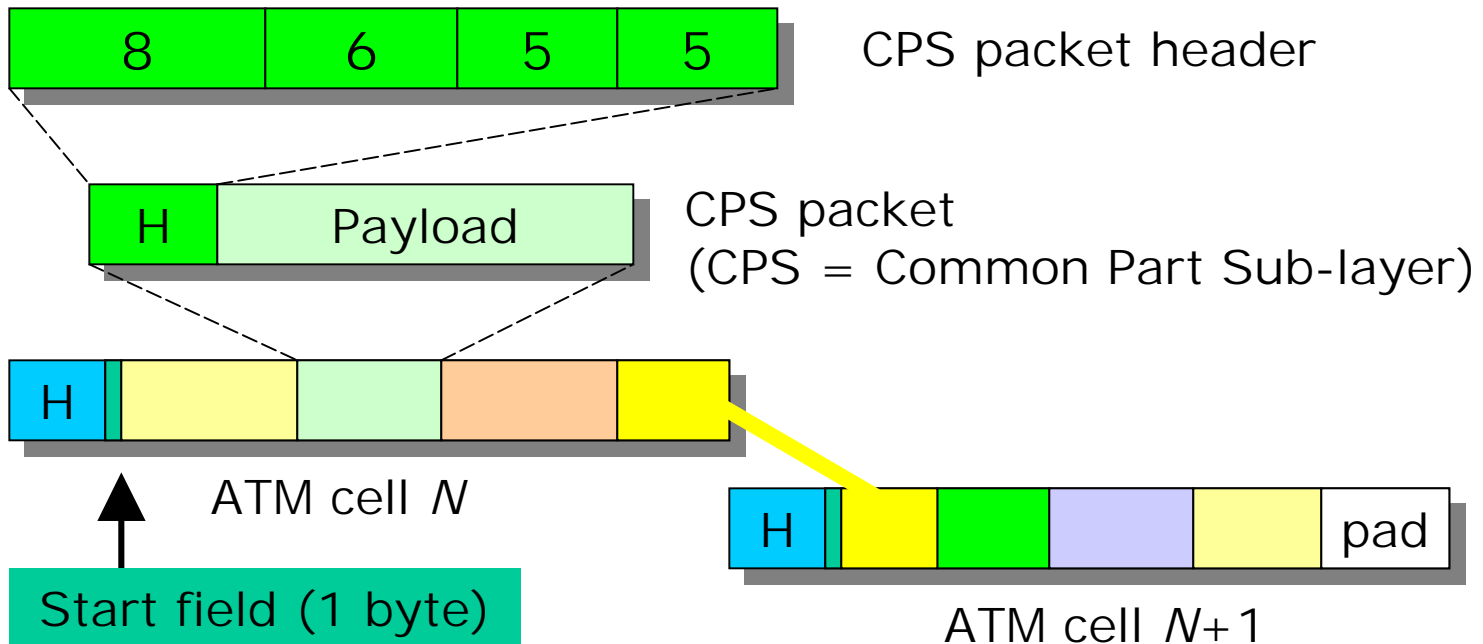 8 6 5 5 CPS packet header
H Payload CPS packet
(CPS = Common Part Sub-layer)
H
ATM cell N
H pad
Start field (1 byte)
ATM cell N+1